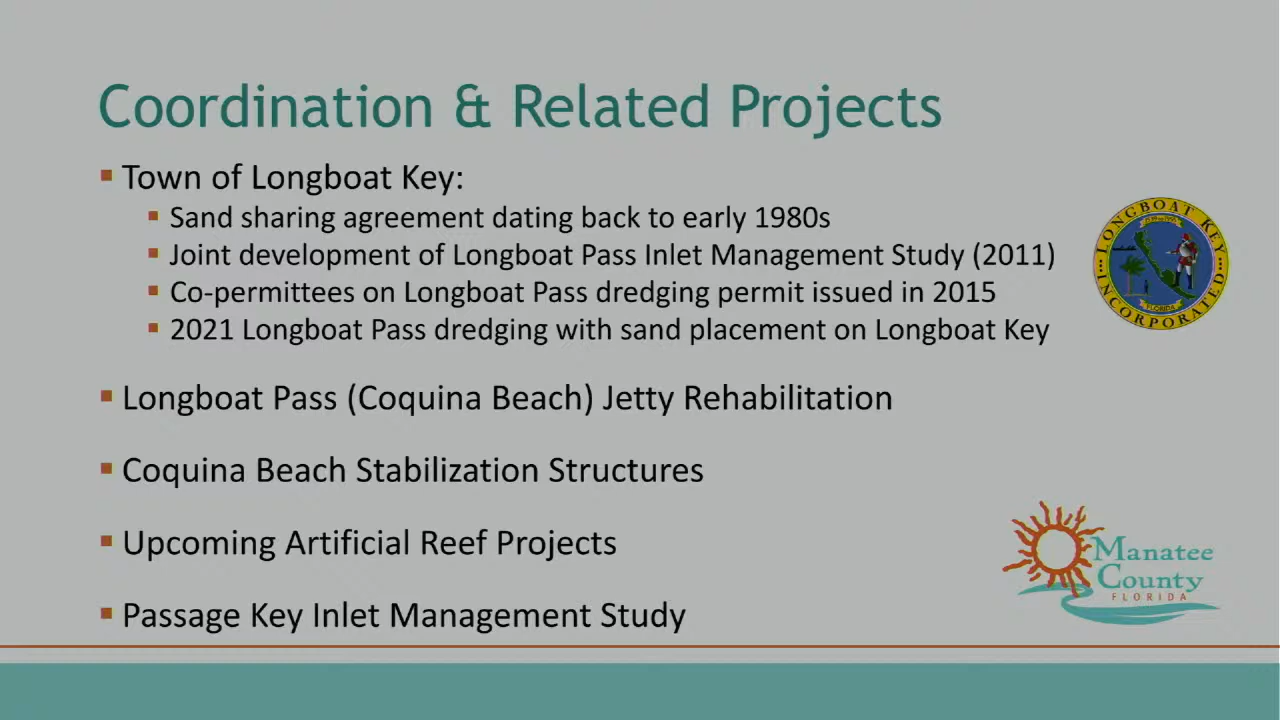 Coordination & Related Projects
Town of Longboat Key:
Sand sharing agreement dating back to early 1980s
Joint development of Longboat Pass Inlet Management Study (2011)
Co-permittees on Longboat Pass dredging permit issued in 2015
2021 Longboat Pass dredging with sand placement on Longboat Key
LONGBOAT KEY
FLORIDA
INCORPORATED
Longboat Pass (Coquina Beach) Jetty Rehabilitation
Coquina Beach Stabilization Structures
Upcoming Artificial Reef Projects
Manatee
County
FLORIDA
Passage Key Inlet Management Study